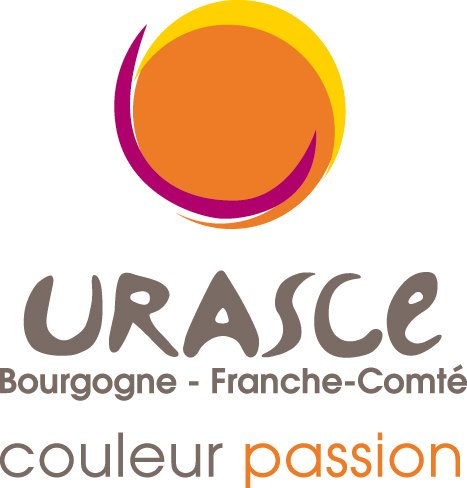 URASCe
Bourgogne - Franche-Comté
couleur passion